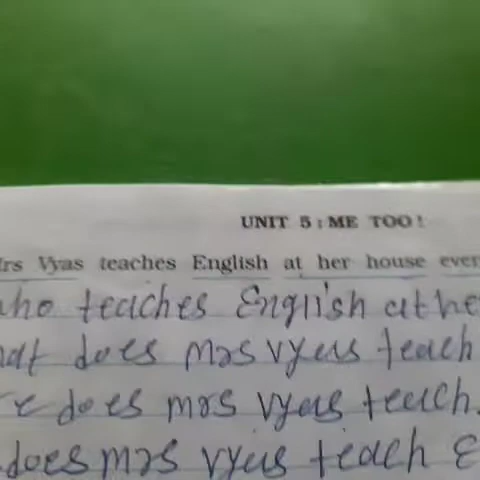 UNIT 5 : ME TOO !
Mrs Vyas teaches English at her house
who teaches English at
does Mrs Vyas teach
does Mrs Vyas teach
does Mrs Vyas teach